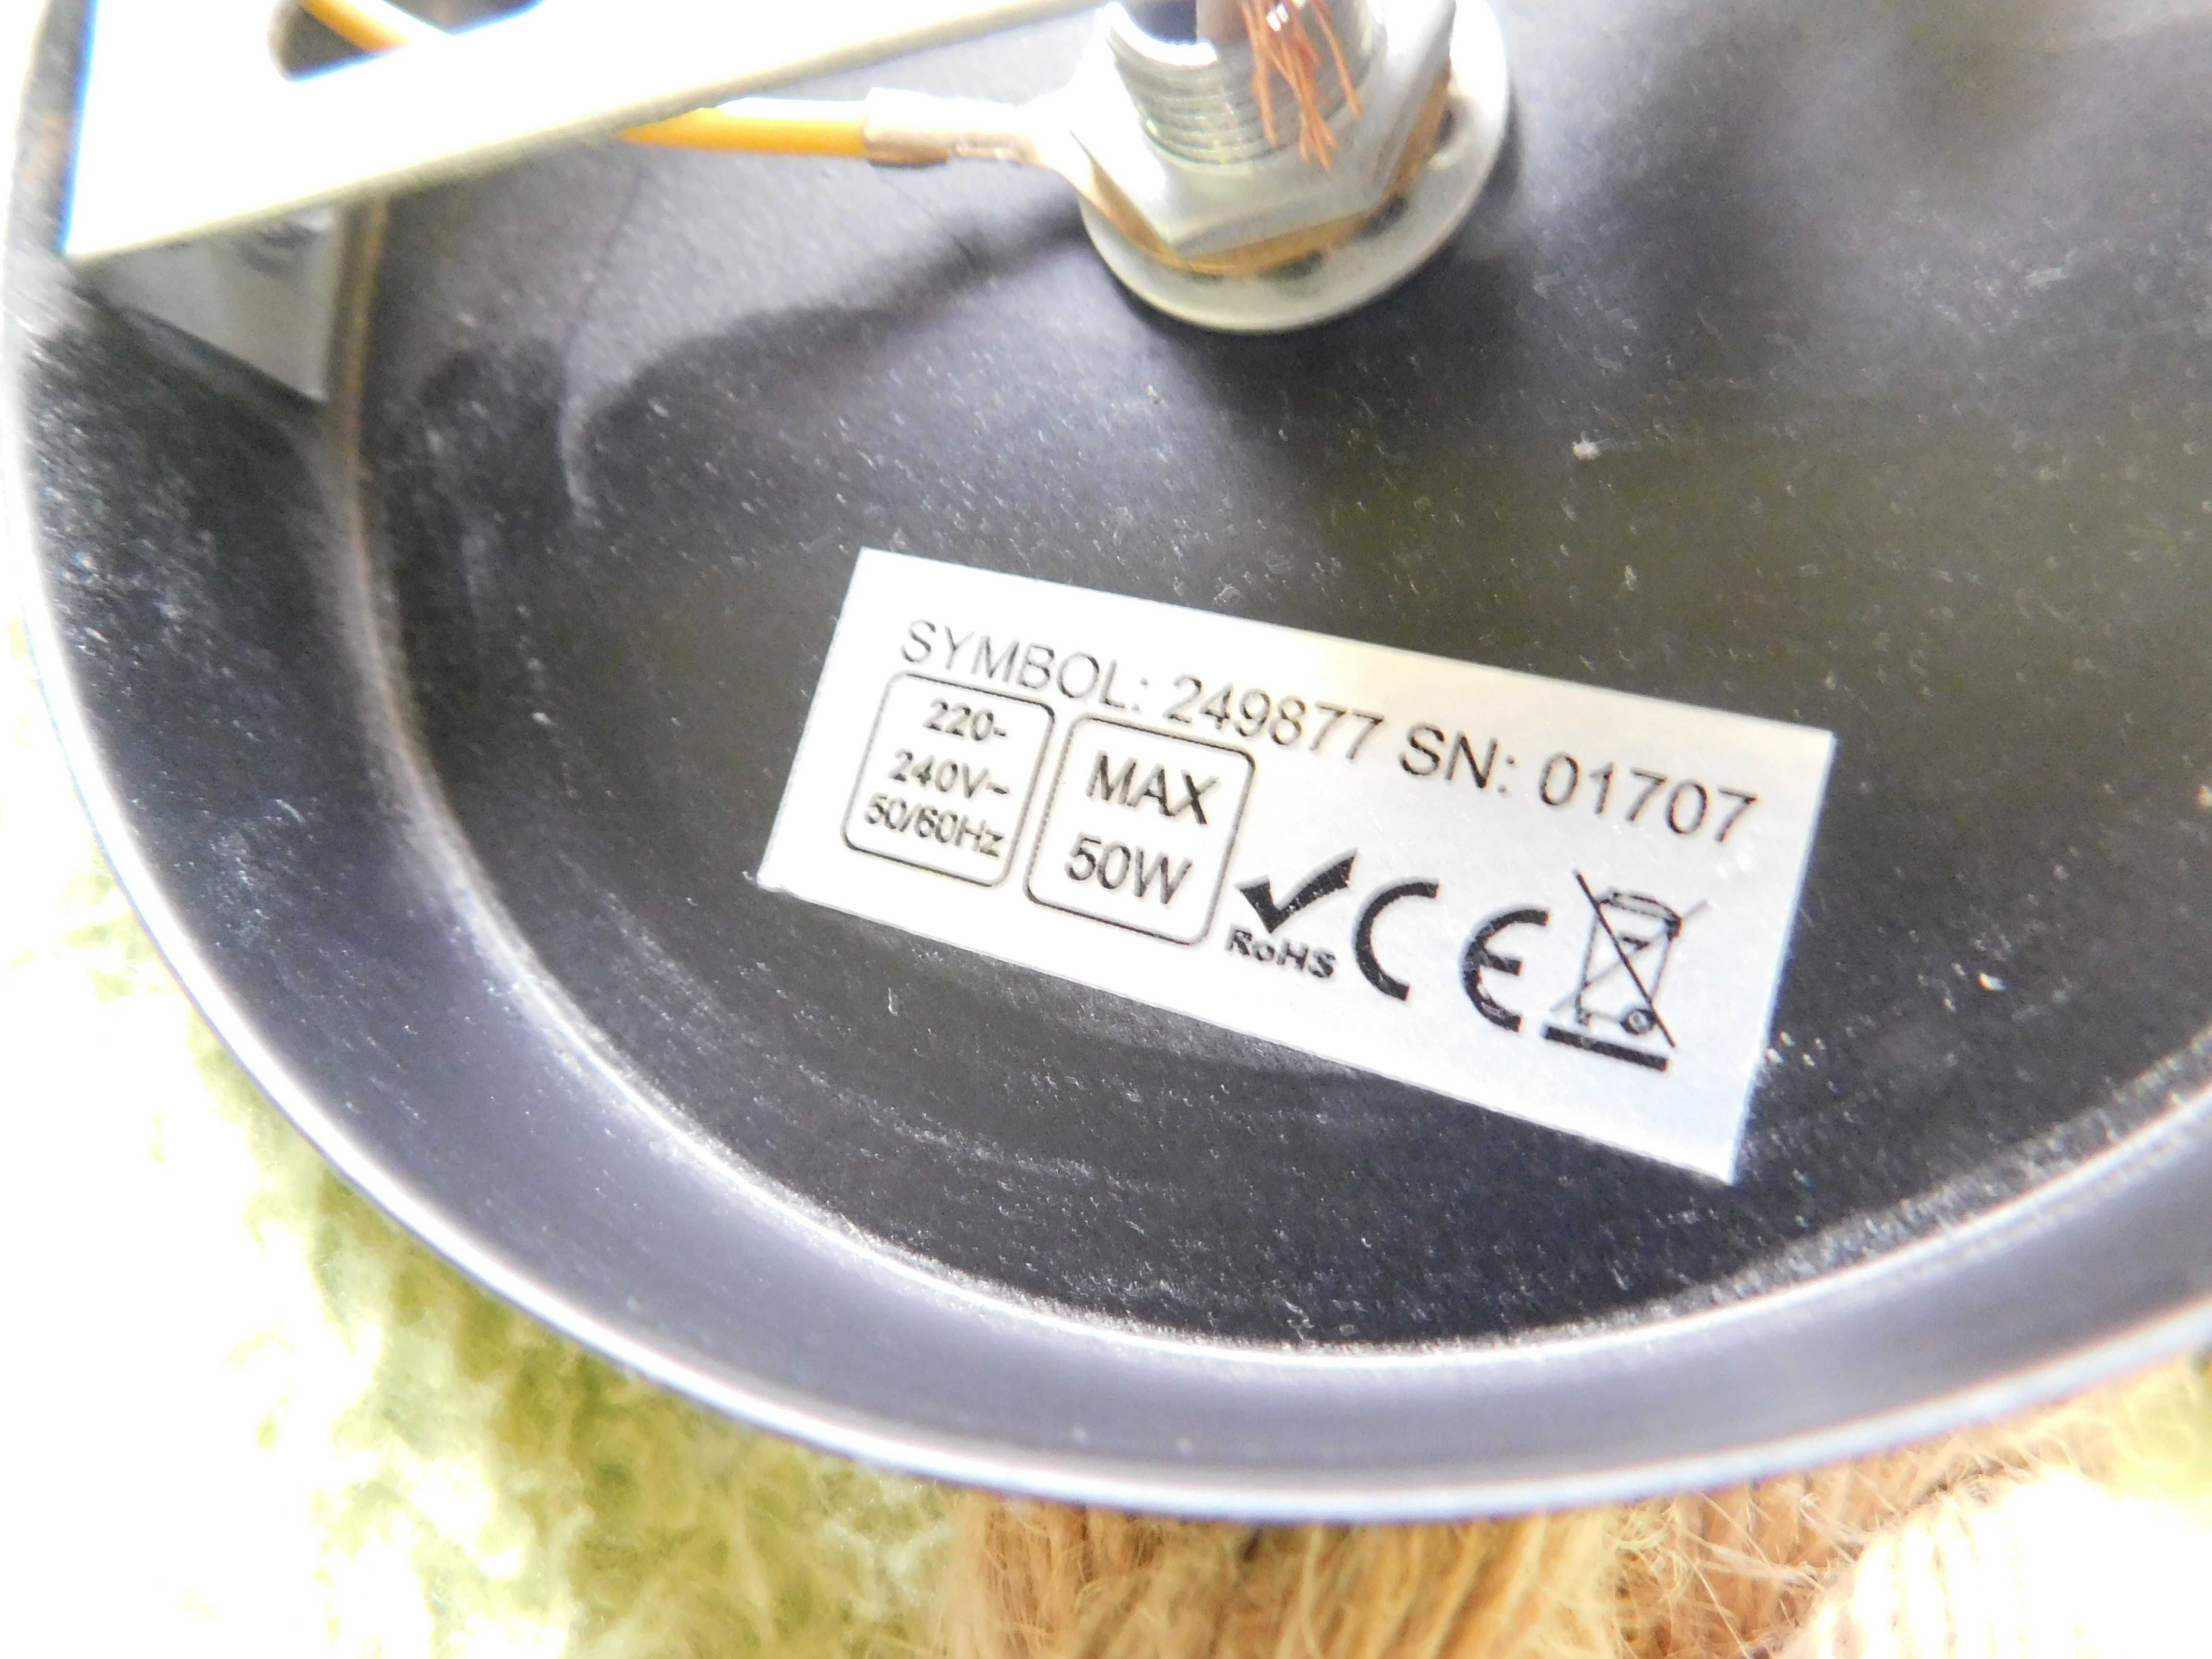 SYMBOL: 249877 SN: 01707
220-
240V~
50/60Hz
MAX
50W
RoHS
CE